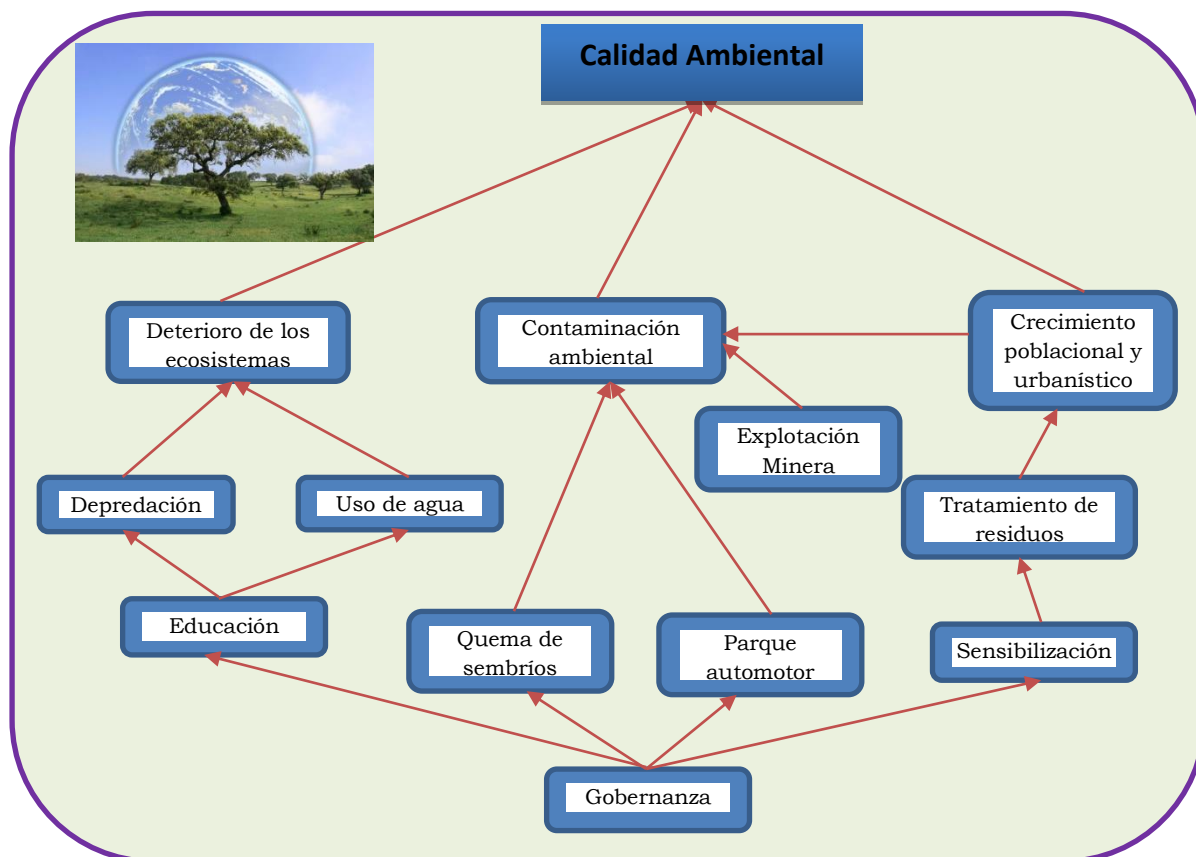 Calidad Ambiental
Deterioro de los
ecosistemas
Contaminación
ambiental
Crecimiento
poblacional y
urbanístico
Explotación
Minera
Depredación
Uso de agua
Tratamiento de
residuos
Educación
Quema de
sembríos
Parque
automotor
Sensibilización
Gobernanza